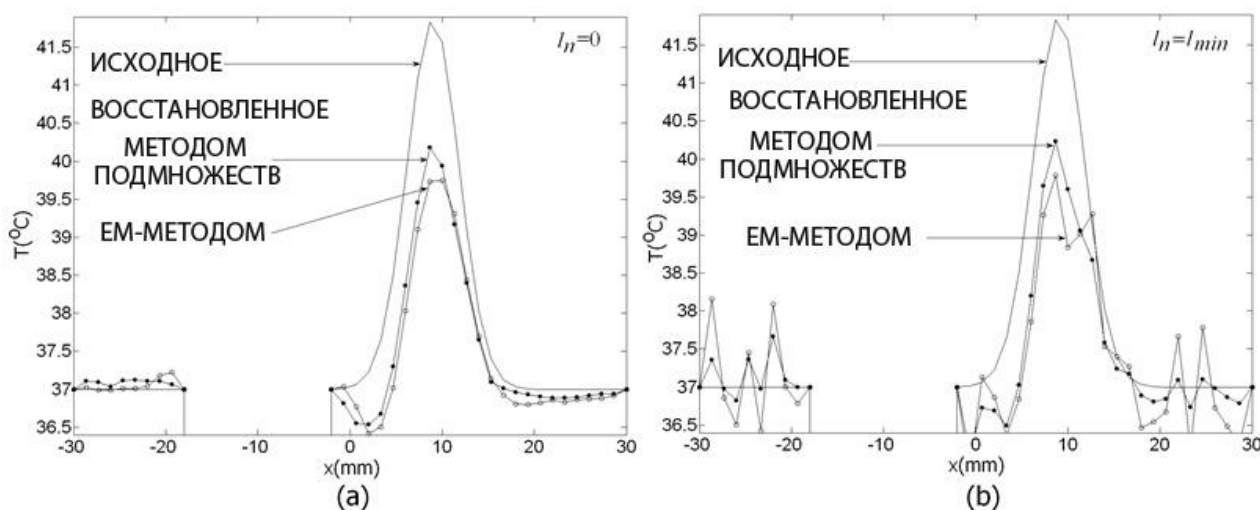 41.5
41
40.5
40
39.5
39
38.5
38
37.5
37
36.5
T(°C)
ИСХОДНОЕ
ВОССТАНОВЛЕННОЕ
МЕТОДОМ
ПОДМНОЖЕСТВ
ЕМ-МЕТОДОМ
l_n=0
-30 -20 -10 0 10 20 30
x(mm)
(a)
41.5
41
40.5
40
39.5
39
38.5
38
37.5
37
36.5
T(°C)
ИСХОДНОЕ
ВОССТАНОВЛЕННОЕ
МЕТОДОМ
ПОДМНОЖЕСТВ
ЕМ-МЕТОДОМ
l_n=l_min
-30 -20 -10 0 10 20 30
x(mm)
(b)